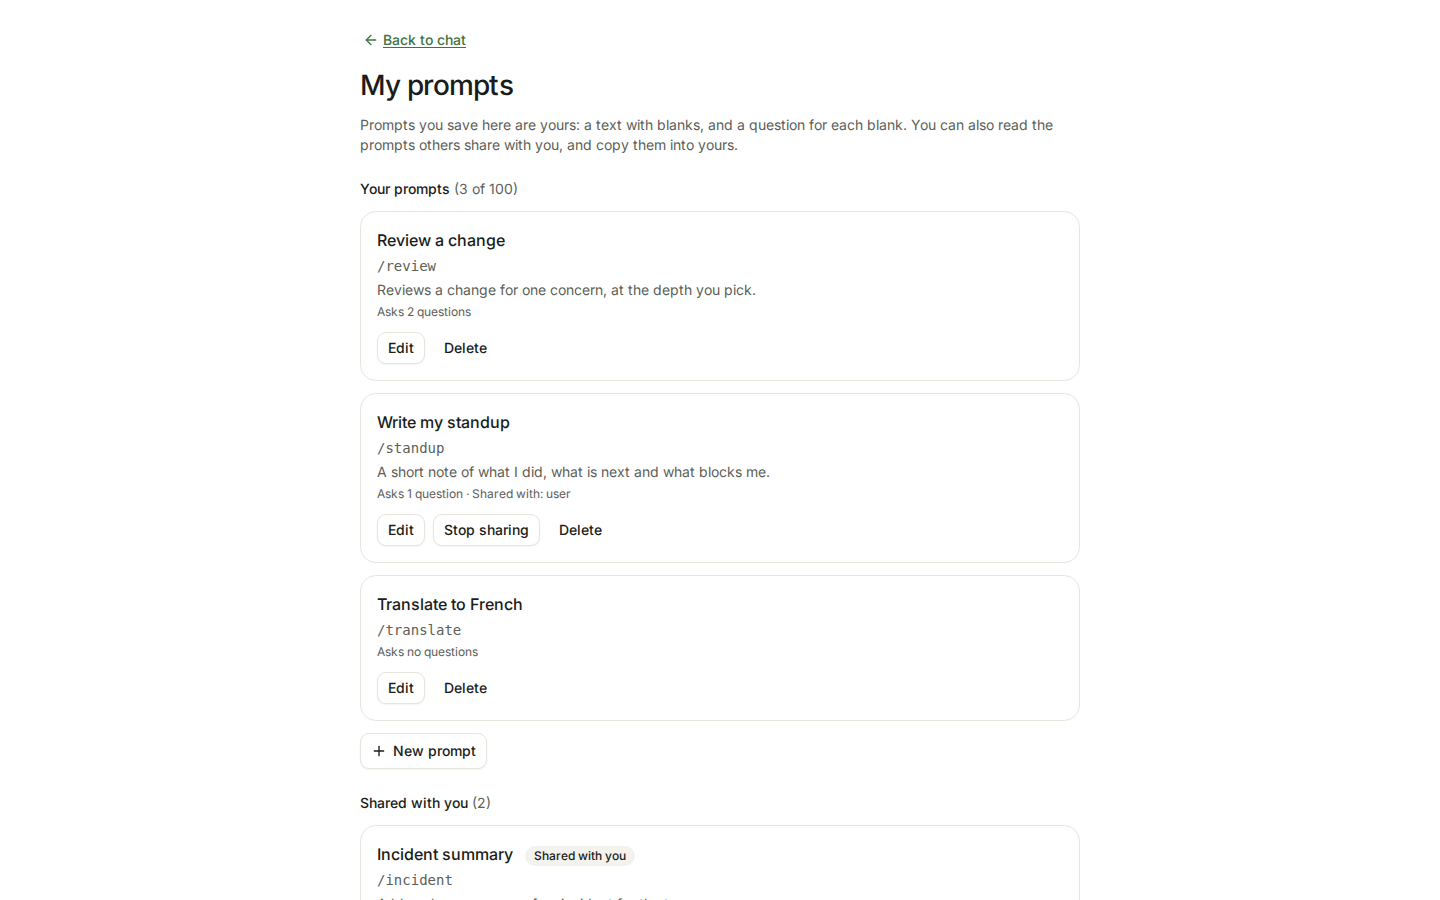 Back to chat
My prompts
Prompts you save here are yours: a text with blanks, and a question for each blank. You can also read the
prompts others share with you, and copy them into yours.
Your prompts (3 of 100)
Review a change
/review
Reviews a change for one concern, at the depth you pick.
Asks 2 questions
Edit Delete
Write my standup
/standup
A short note of what I did, what is next and what blocks me.
Asks 1 question · Shared with: user
Edit Stop sharing Delete
Translate to French
/translate
Asks no questions
Edit Delete
New prompt
Shared with you (2)
Incident summary Shared with you
/incident